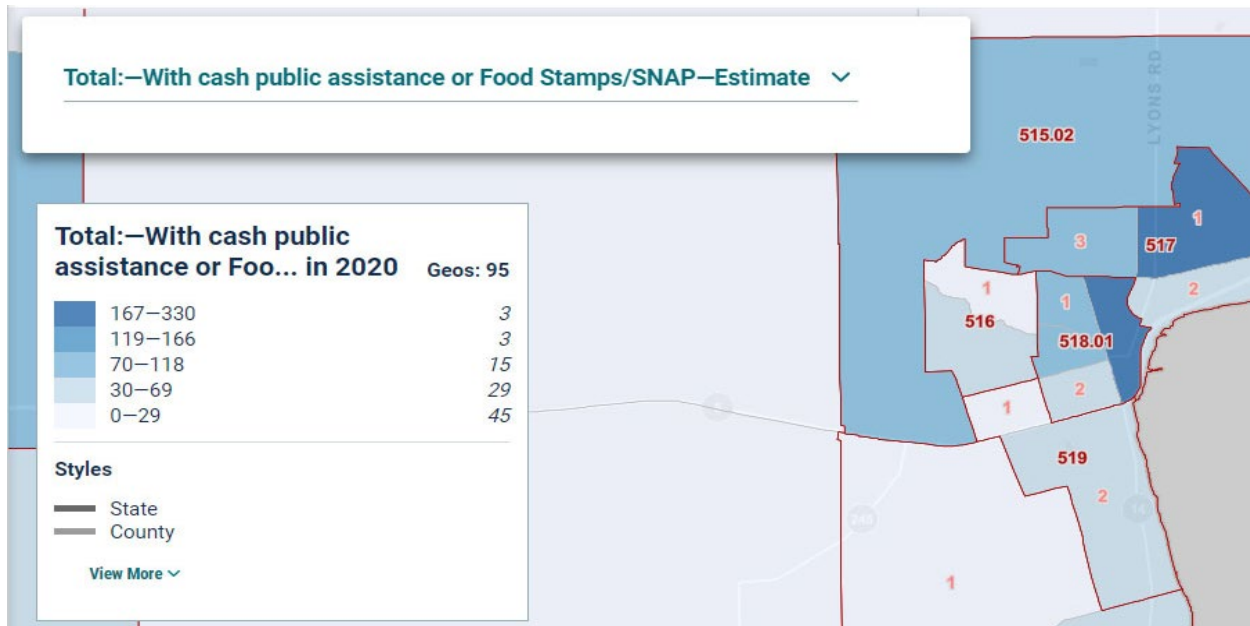 Total:—With cash public assistance or Food Stamps/SNAP—Estimate
Total:—With cash public
assistance or Foo... in 2020 Geos: 95
167—330 3
119—166 3
70—118 15
30—69 29
0—29 45
Styles
State
County
View More
LYONS RD
515.02
1
517
3
2
1
516
1
518.01
2
1
519
2
1
243
14